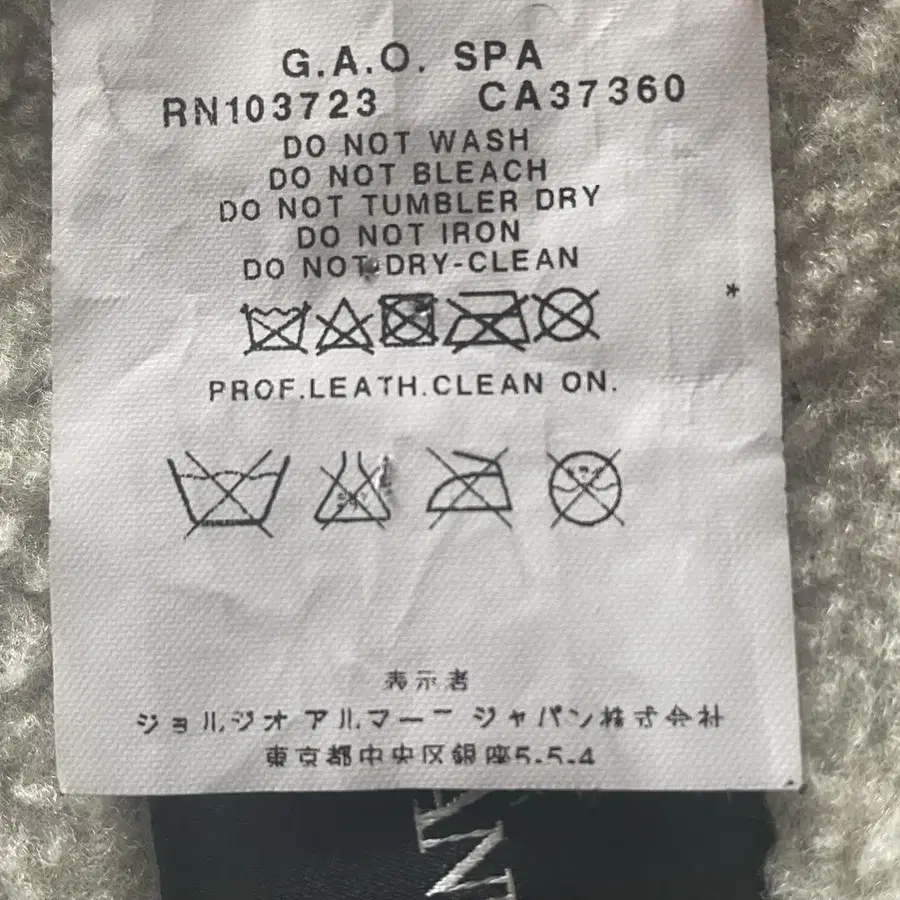 G.A.O. SPA
RN103723 CA37360
DO NOT WASH
DO NOT BLEACH
DO NOT TUMBLER DRY
DO NOT IRON
DO NOT DRY-CLEAN
*
PROF.LEATH.CLEAN ON.
表示者
ジョルジオ アルマーニ ジャパン株式会社
東京都中央区銀座5-5-4
N